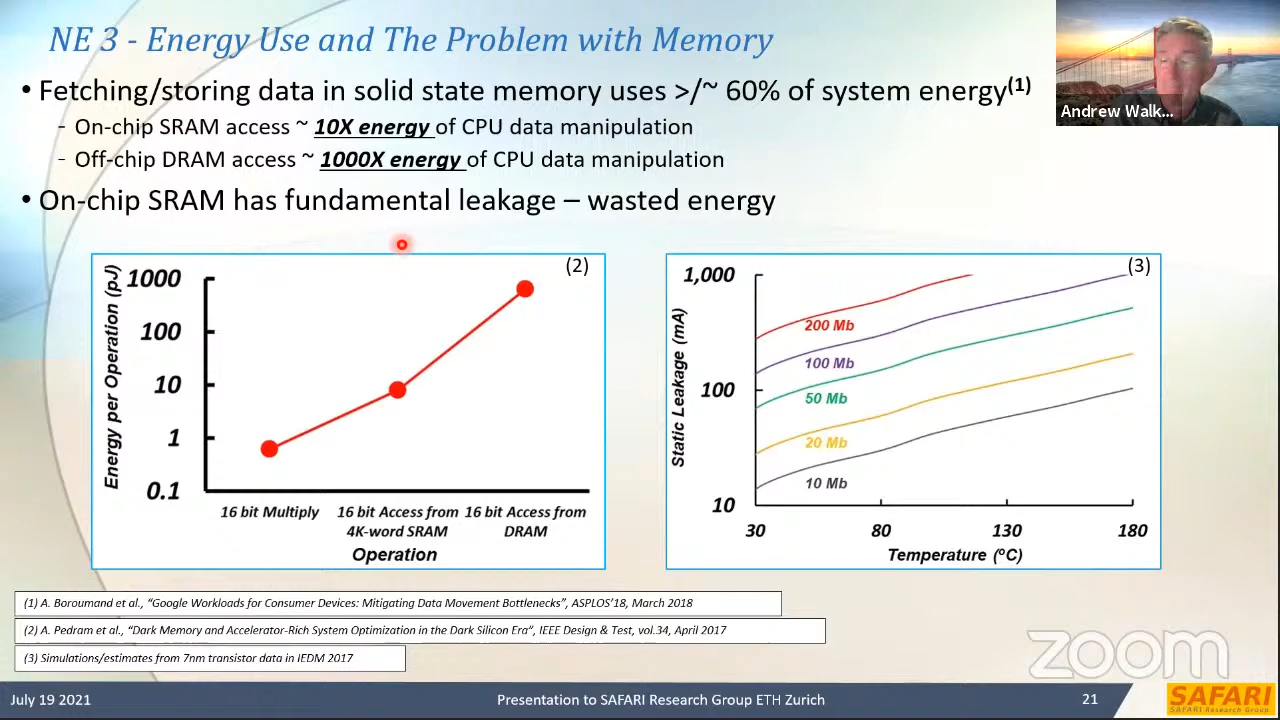 NE 3 - Energy Use and The Problem with Memory
Andrew Walk...
• Fetching/storing data in solid state memory uses >/~ 60% of system energy(1)
- On-chip SRAM access ~ 10X energy of CPU data manipulation
- Off-chip DRAM access ~ 1000X energy of CPU data manipulation
• On-chip SRAM has fundamental leakage – wasted energy
(2)
Energy per Operation (pJ)
1000
100
10
1
0.1
16 bit Multiply
16 bit Access from
4K-word SRAM
16 bit Access from
DRAM
Operation
(3)
Static Leakage (mA)
1,000
100
10
200 Mb
100 Mb
50 Mb
20 Mb
10 Mb
30
80
130
180
Temperature (ºC)
(1) A. Boroumand et al., “Google Workloads for Consumer Devices: Mitigating Data Movement Bottlenecks”, ASPLOS’18, March 2018
(2) A. Pedram et al., “Dark Memory and Accelerator-Rich System Optimization in the Dark Silicon Era”, IEEE Design & Test, vol.34, April 2017
(3) Simulations/estimates from 7nm transistor data in IEDM 2017
zoom
July 19 2021
Presentation to SAFARI Research Group ETH Zurich
21
SAFARI
SAFARI Research Group